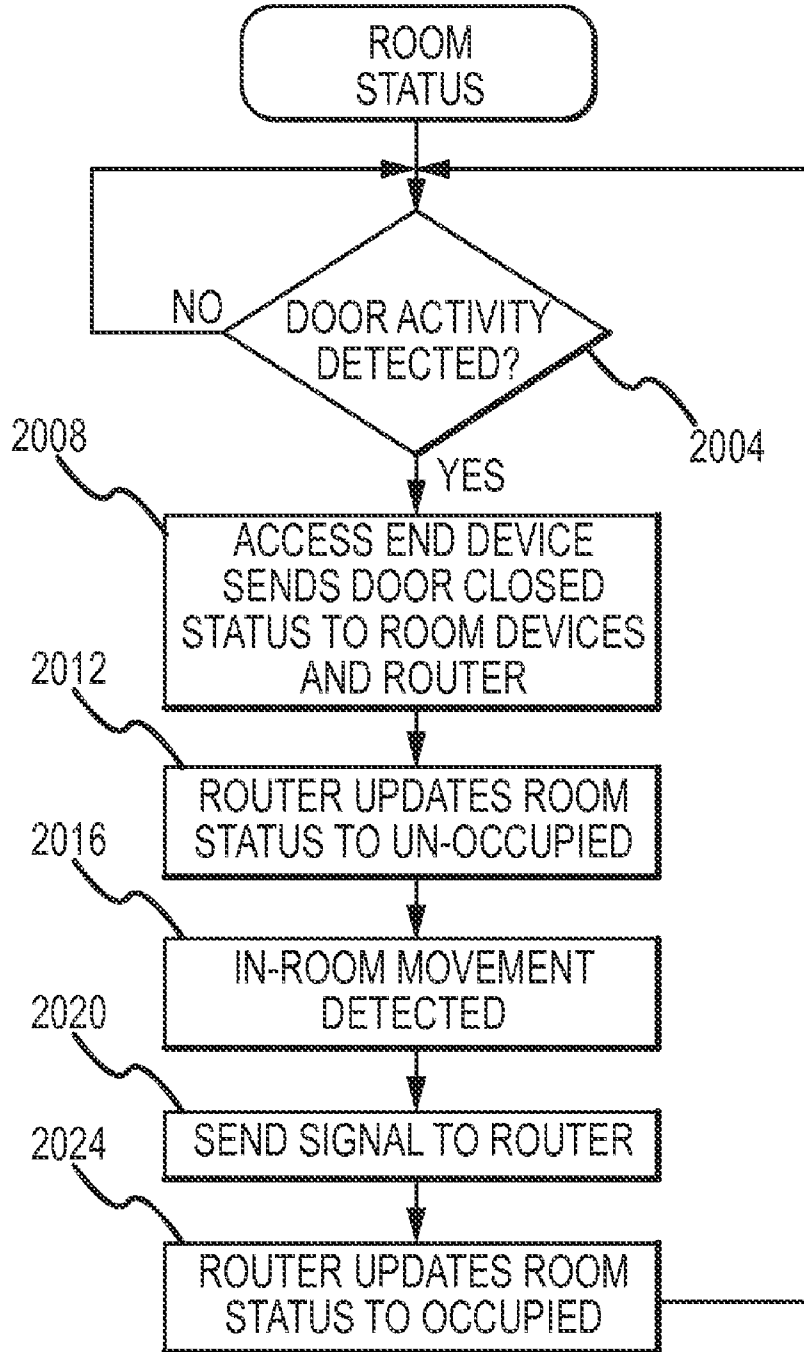 ROOM
STATUS
NO
DOOR ACTIVITY
DETECTED?
2004
YES
2008
ACCESS END DEVICE
SENDS DOOR CLOSED
STATUS TO ROOM DEVICES
AND ROUTER
2012
ROUTER UPDATES ROOM
STATUS TO UN-OCCUPIED
2016
IN-ROOM MOVEMENT
DETECTED
2020
SEND SIGNAL TO ROUTER
2024
ROUTER UPDATES ROOM
STATUS TO OCCUPIED